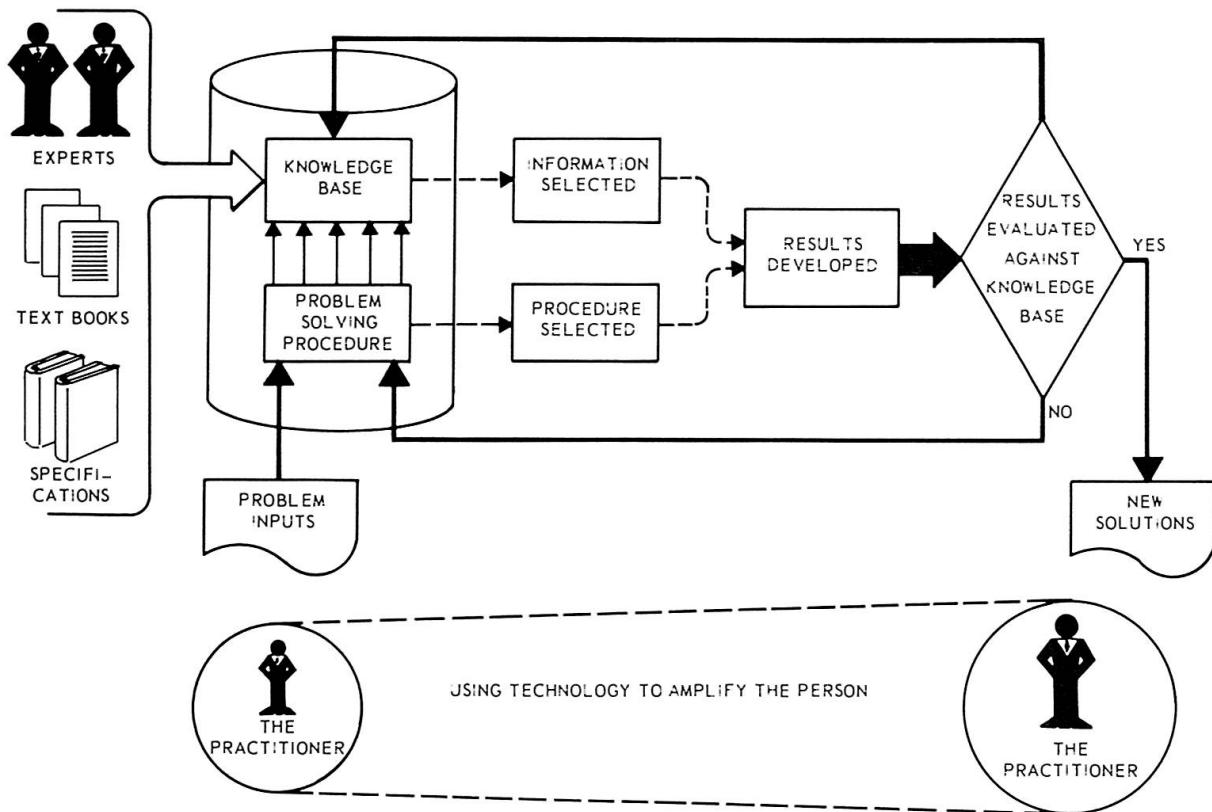 EXPERTS
TEXT BOOKS
SPECIFI-
CATIONS
KNOWLEDGE
BASE
PROBLEM
SOLVING
PROCEDURE
PROBLEM
INPUTS
INFORMATION
SELECTED
PROCEDURE
SELECTED
RESULTS
DEVELOPED
RESULTS
EVALUATED
AGAINST
KNOWLEDGE
BASE
YES
NO
NEW
SOLUTIONS
THE
PRACTITIONER
USING TECHNOLOGY TO AMPLIFY THE PERSON
THE
PRACTITIONER